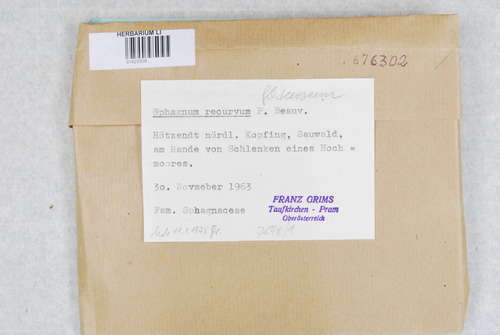 HERBARIUM LI
676302
Sphagnum recurvum P. Beauv.
Hötzendt nördl. Kopfing, Sauwald,
am Rande von Schlenken eines Hoch =
moores.
30. Novmeber 1963
Fam. Sphagnaceae
FRANZ GRIMS
Taufkirchen - Pram
Oberösterreich